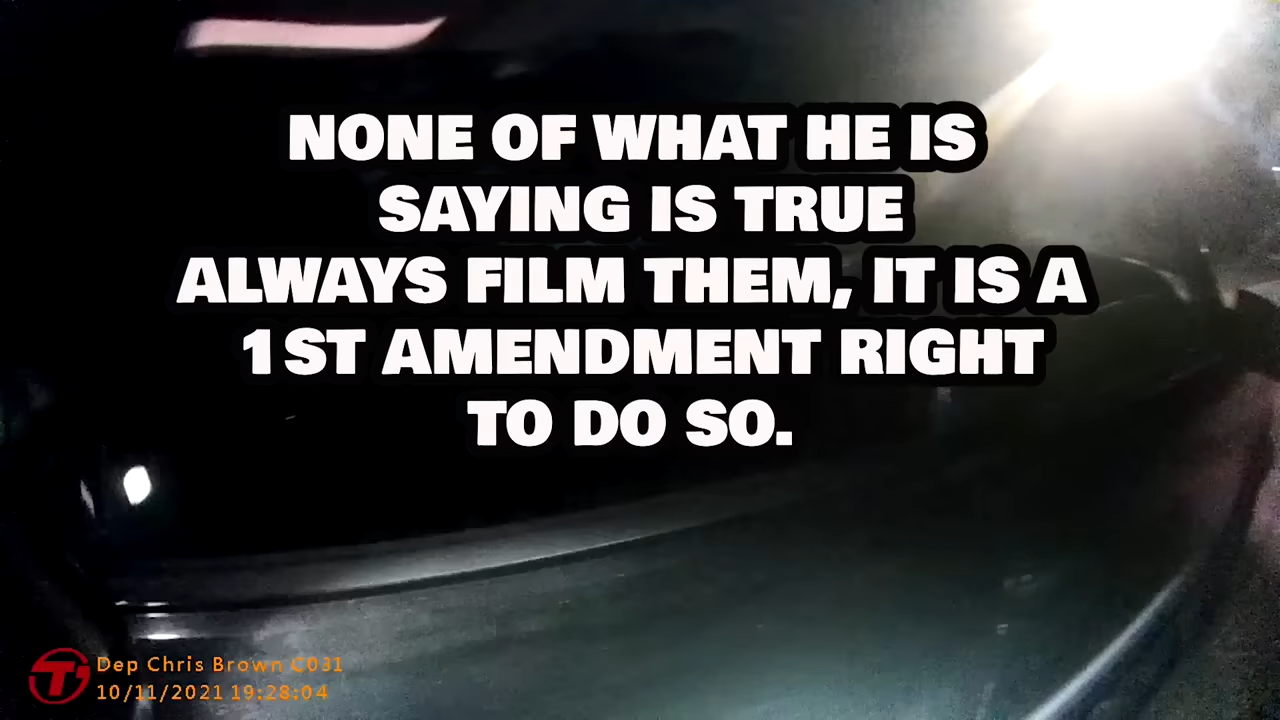 NONE OF WHAT HE IS
SAYING IS TRUE
ALWAYS FILM THEM, IT IS A
1ST AMENDMENT RIGHT
TO DO SO.
Dep Chris Brown C031
10/11/2021 19:28:04